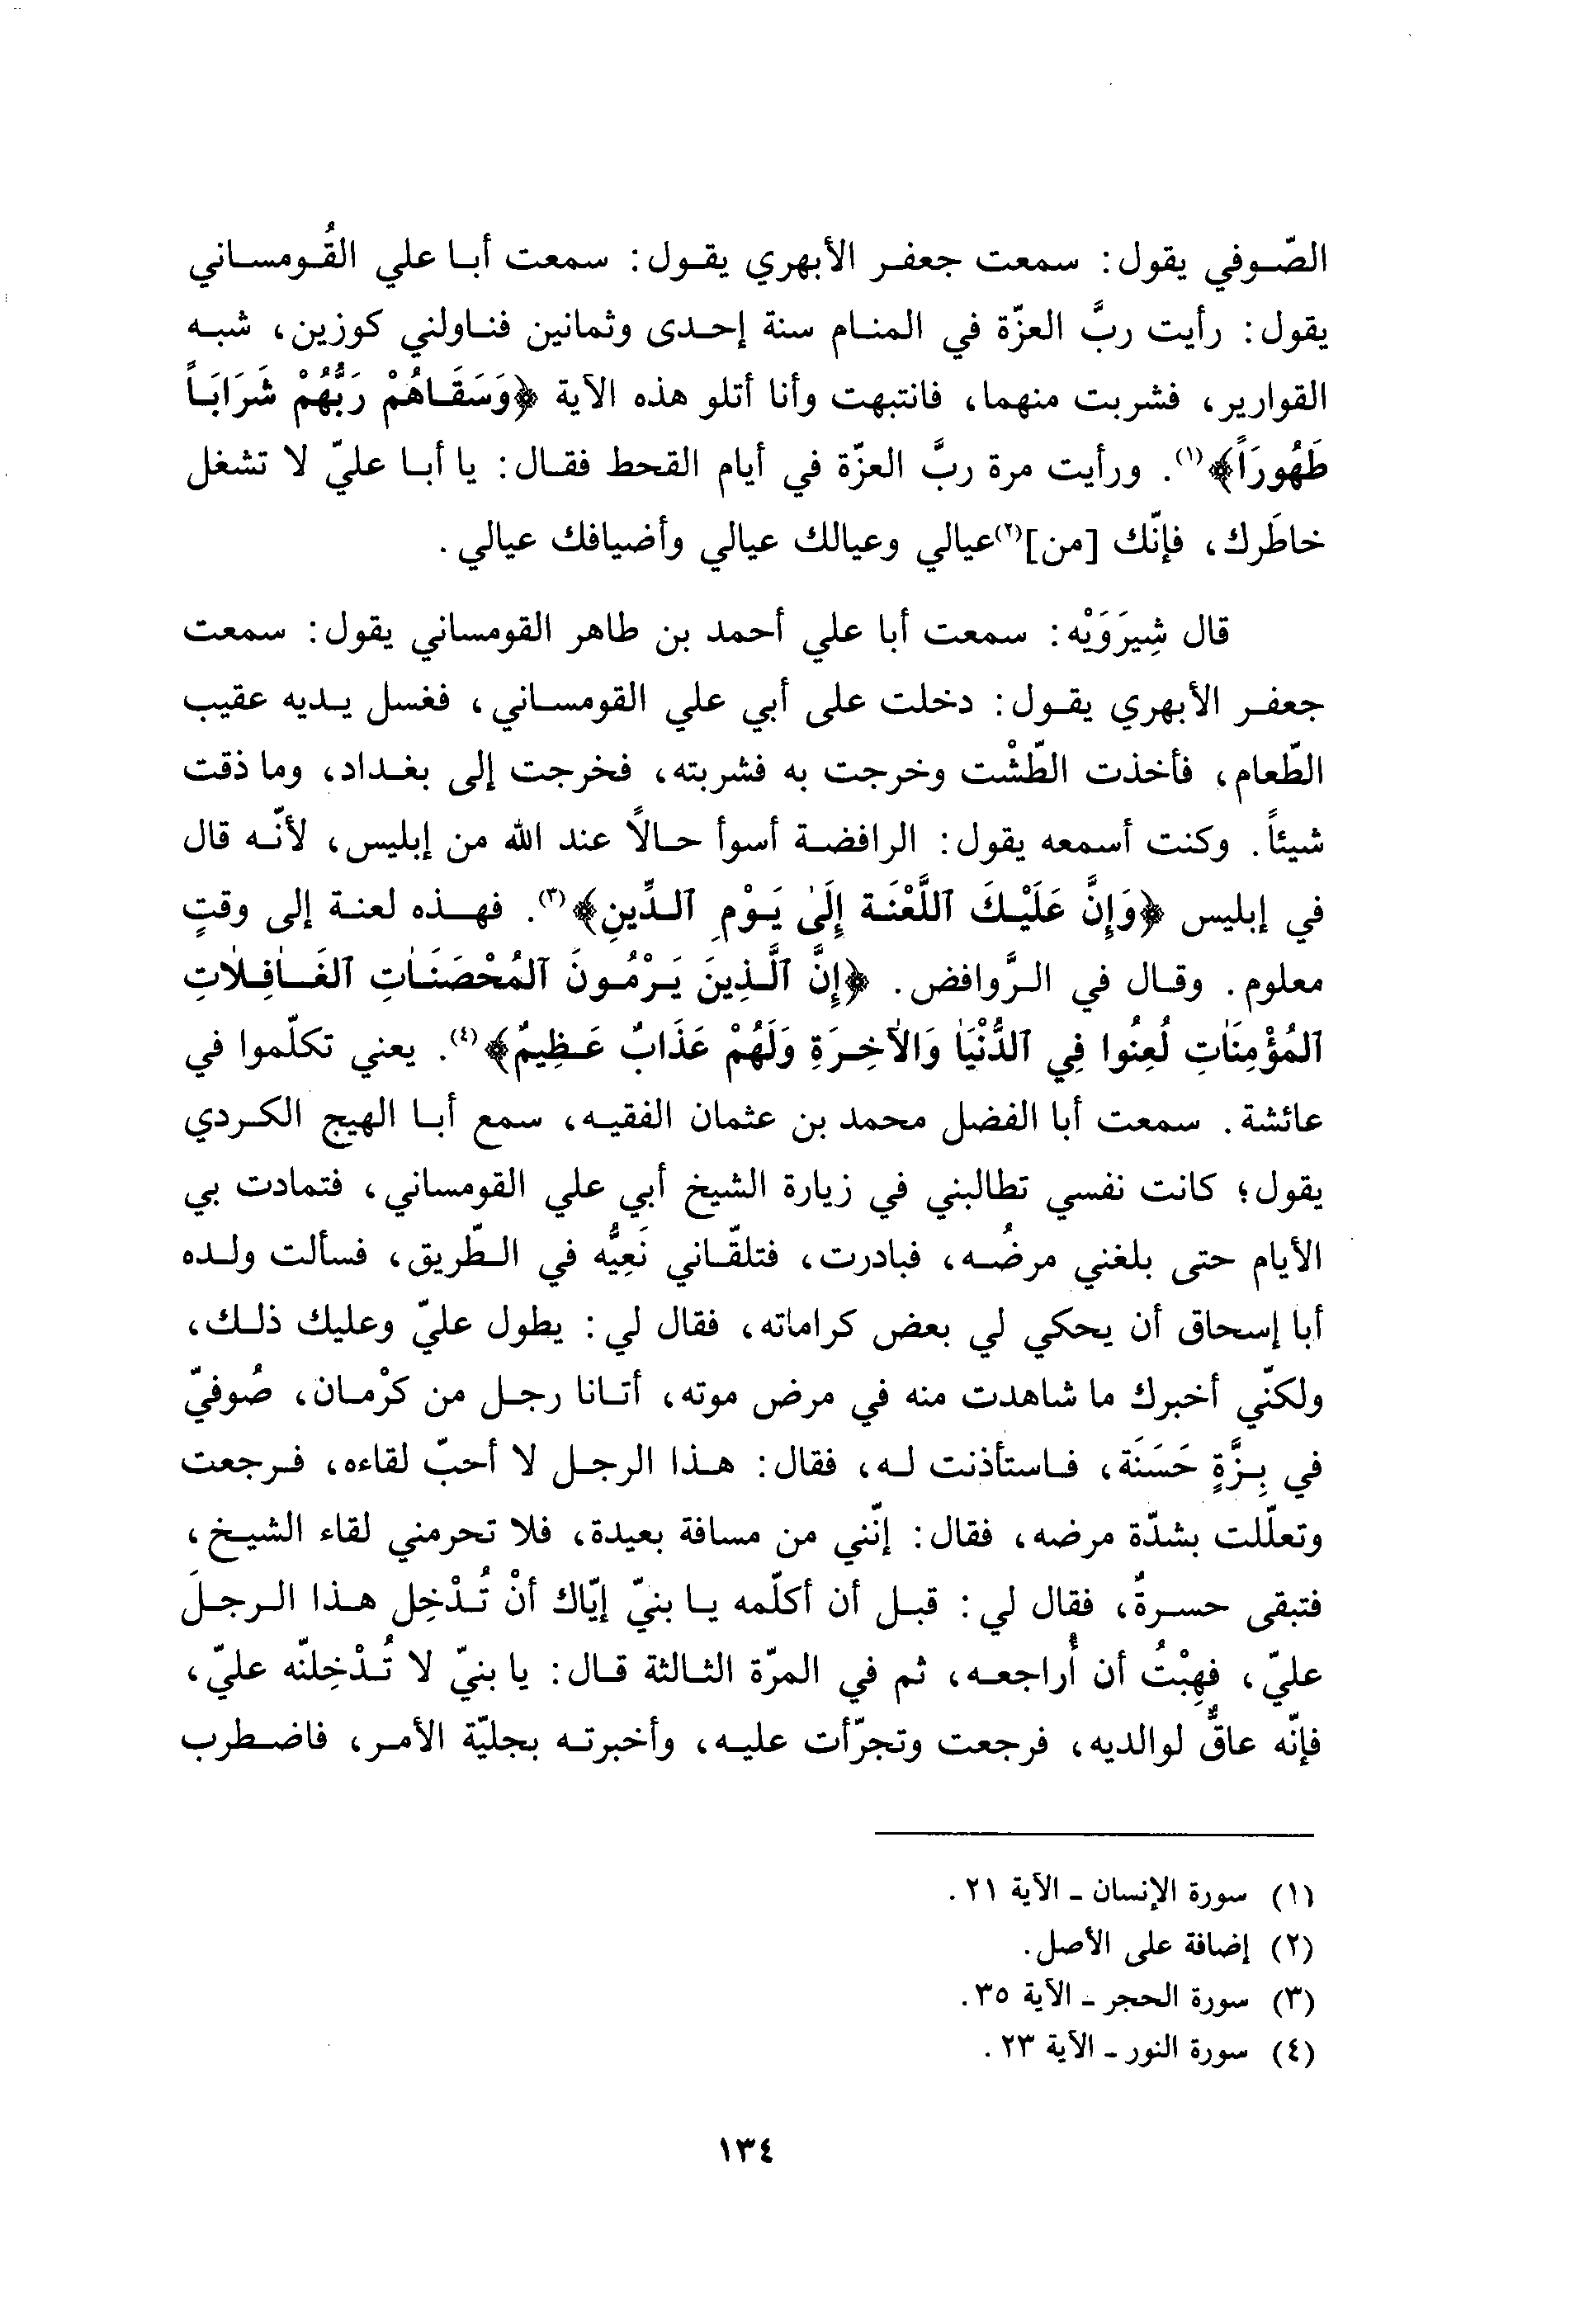 الصّوفي يقول: سمعت جعفر الأبهري يقول: سمعت أبا علي القُومساني
يقول: رأيت ربَّ العزّة في المنام سنة إحدى وثمانين فناولني كوزين، شبه
القوارير، فشربت منهما، فانتبهت وأنا أتلو هذه الآية ﴿وَسَقَاهُمْ رَبُّهُمْ شَرَابَاً
طَهُورَاً﴾(١). ورأيت مرة ربَّ العزّة في أيام القحط فقال: يا أبا عليّ لا تشغل
خاطَرك، فإنّك [من](٢)عيالي وعيالك عيالي وأضيافك عيالي.
قال شِيرَوَيْه: سمعت أبا علي أحمد بن طاهر القومساني يقول: سمعت
جعفر الأبهري يقول: دخلت على أبي علي القومساني، فغسل يديه عقيب
الطّعام، فأخذت الطّشْت وخرجت به فشربته، فخرجت إلى بغداد، وما ذقت
شيئاً. وكنت أسمعه يقول: الرافضة أسوأ حالاً عند الله من إبليس، لأنّه قال
في إبليس ﴿وَإِنَّ عَلَيْكَ ٱللَّعْنَة إِلَىٰ يَوْمِ ٱلدِّينِ﴾(٣). فهذه لعنة إلى وقتٍ
معلوم. وقال في الرَّوافض. ﴿إِنَّ ٱلَّذِينَ يَرْمُونَ ٱلمُحْصَنَاتِ ٱلغَافِلاتِ
ٱلمُؤْمِنَاتِ لُعِنُوا فِي ٱلدُّنْيَا وَالآخِرَةِ وَلَهُمْ عَذَابٌ عَظِيمٌ﴾(٤). يعني تكلّموا في
عائشة. سمعت أبا الفضل محمد بن عثمان الفقيه، سمع أبا الهيج الكردي
يقول؛ كانت نفسي تطالبني في زيارة الشيخ أبي علي القومساني، فتمادت بي
الأيام حتى بلغني مرضُه، فبادرت، فتلقّاني نَعِيُّه في الطّريق، فسألت ولده
أبا إسحاق أن يحكي لي بعض كراماته، فقال لي: يطول عليّ وعليك ذلك،
ولكنّي أخبرك ما شاهدت منه في مرض موته، أتانا رجل من كرْمان، صُوفيّ
في بِزَّةٍ حَسَنَة، فاستأذنت له، فقال: هذا الرجل لا أحبّ لقاءه، فرجعت
وتعلّلت بشدّة مرضه، فقال: إنّني من مسافة بعيدة، فلا تحرمني لقاء الشيخ،
فتبقى حسرةٌ، فقال لي: قبل أن أكلّمه يا بنيّ إيّاك أنْ تُدْخِل هذا الرجلَ
عليّ، فهِبْتُ أن أُراجعه، ثم في المرّة الثالثة قال: يا بنيّ لا تُدْخِلنّه عليّ،
فإنّه عاقٌّ لوالديه، فرجعت وتجرّأت عليه، وأخبرته بجليّة الأمر، فاضطرب
(١) سورة الإنسان - الآية ٢١.
(٢) إضافة على الأصل.
(٣) سورة الحجر - الآية ٣٥.
(٤) سورة النور - الآية ٢٣.
١٣٤